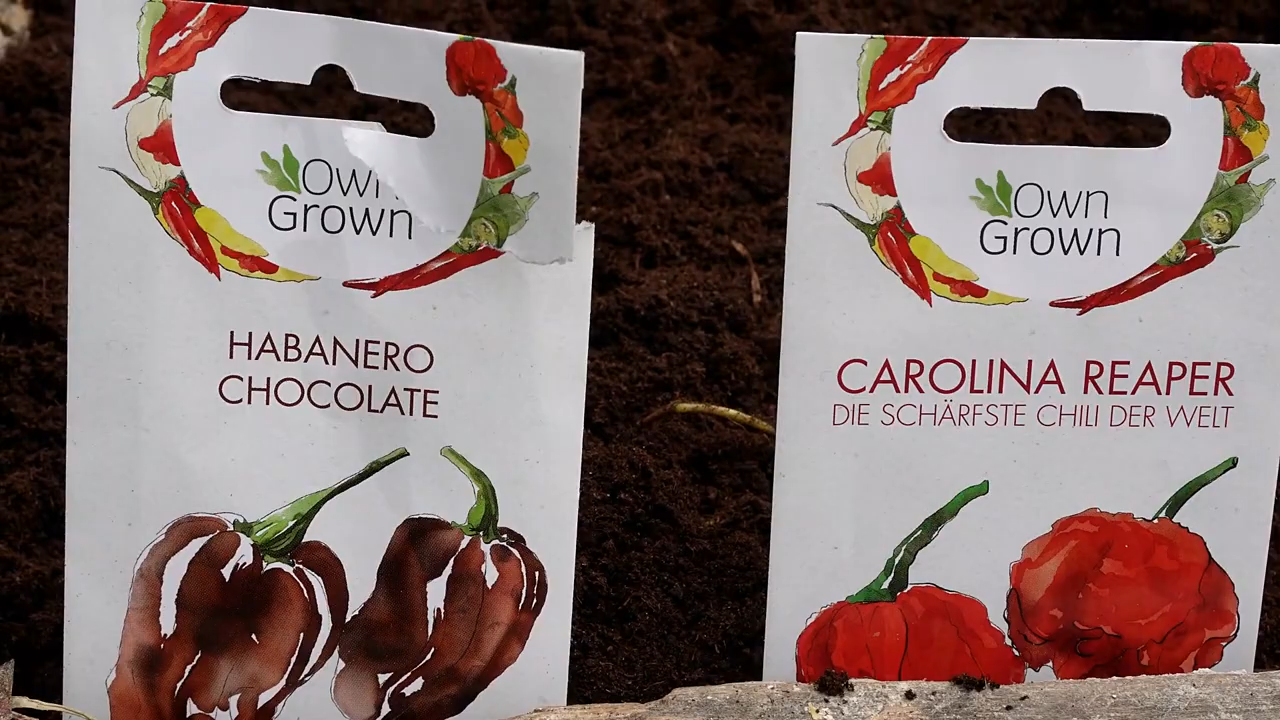 Own
Grown
HABANERO
CHOCOLATE
Own
Grown
CAROLINA REAPER
DIE SCHÄRFSTE CHILI DER WELT